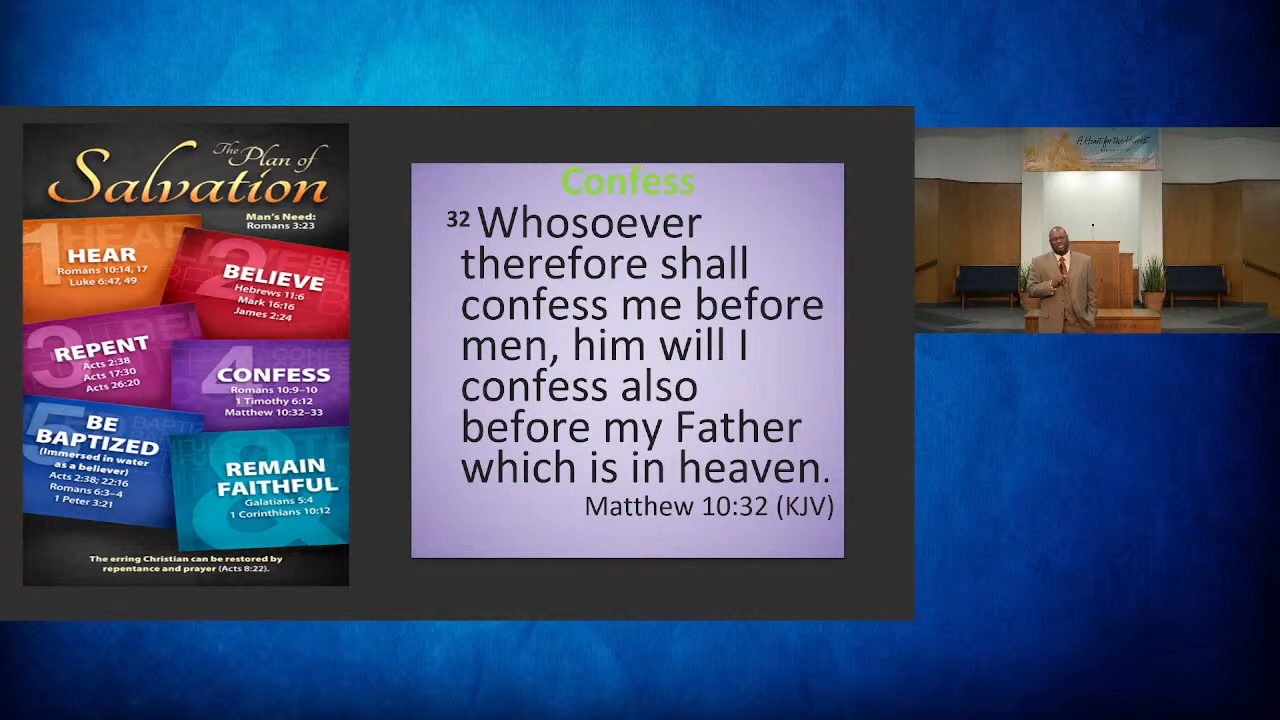 The Plan of
Salvation
Man's Need:
Romans 3:23
1
HEAR
Romans 10:14, 17
Luke 6:47, 49
2
BELIEVE
Hebrews 11:6
Mark 16:16
James 2:24
3
REPENT
Acts 2:38
Acts 17:30
Acts 26:20
4
CONFESS
Romans 10:9–10
1 Timothy 6:12
Matthew 10:32–33
5
BE
BAPTIZED
(Immersed in water
as a believer)
Acts 2:38; 22:16
Romans 6:3–4
1 Peter 3:21
&
REMAIN
FAITHFUL
Galatians 5:4
1 Corinthians 10:12
The erring Christian can be restored by
repentance and prayer (Acts 8:22).
Confess
32 Whosoever
therefore shall
confess me before
men, him will I
confess also
before my Father
which is in heaven.
Matthew 10:32 (KJV)
A Heart for the Harvest